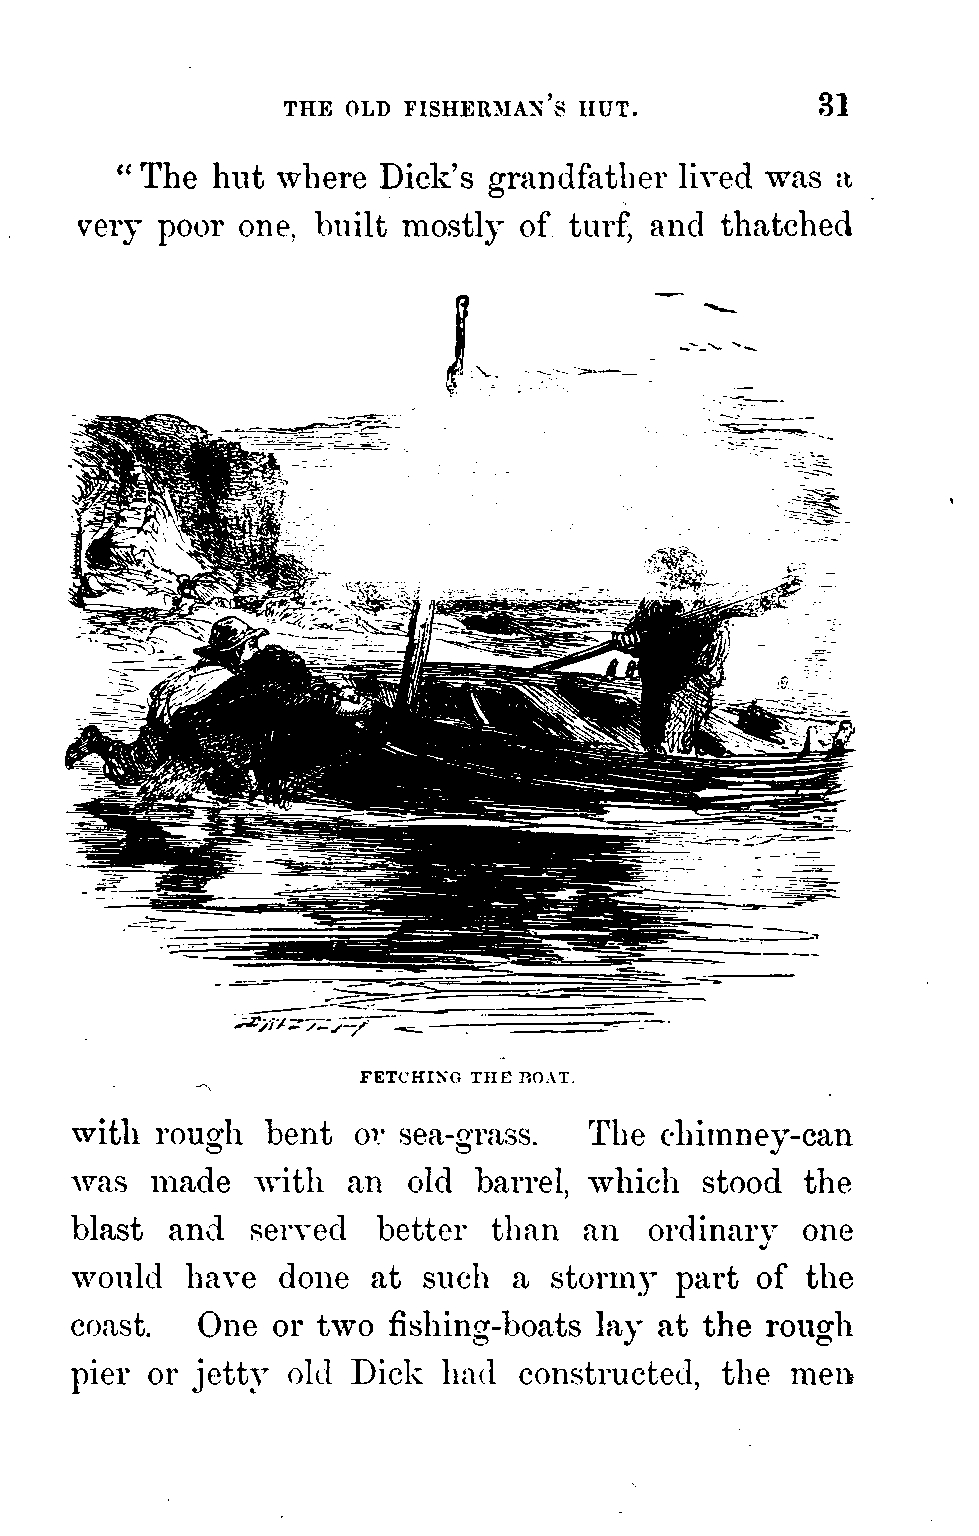 THE OLD FISHERMAN'S HUT. 31
“The hut where Dick's grandfather lived was a
very poor one, built mostly of turf, and thatched
FETCHING THE BOAT.
with rough bent or sea-grass. The chimney-can
was made with an old barrel, which stood the
blast and served better than an ordinary one
would have done at such a stormy part of the
coast. One or two fishing-boats lay at the rough
pier or jetty old Dick had constructed, the men